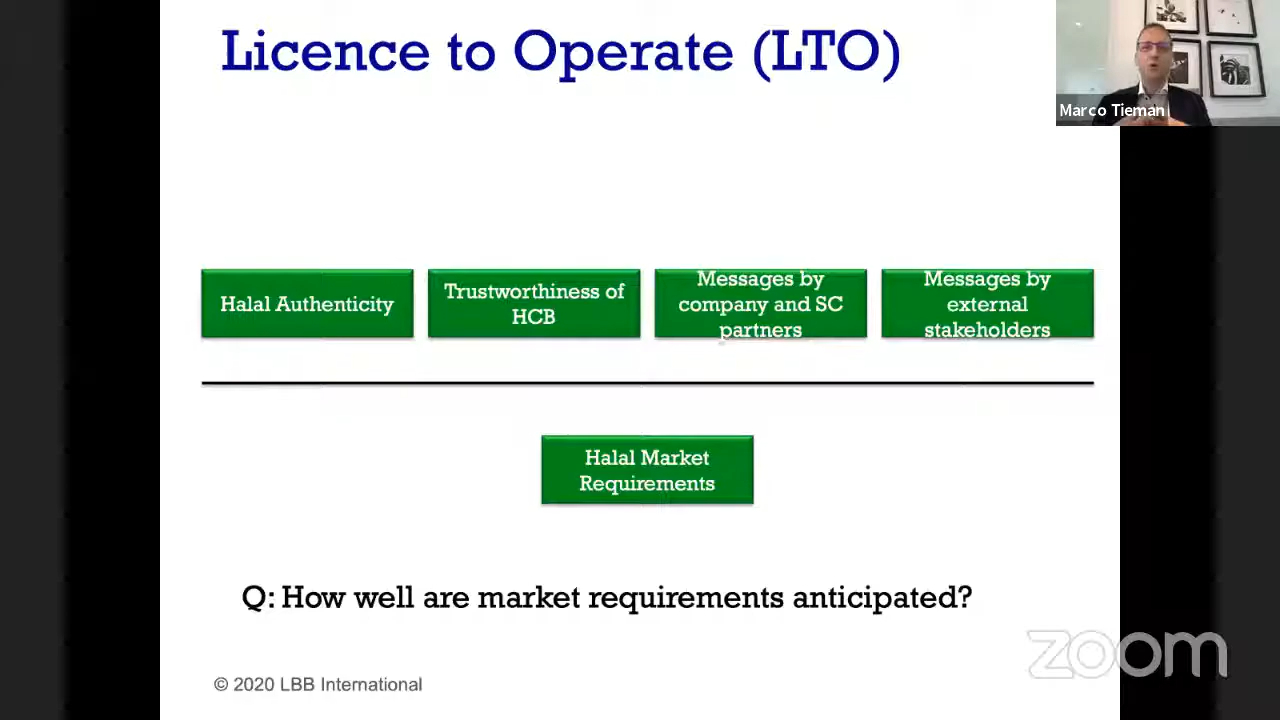 Licence to Operate (LTO)
Marco Tieman
Halal Authenticity
Trustworthiness of
HCB
Messages by
company and SC
partners
Messages by
external
stakeholders
Halal Market
Requirements
Q: How well are market requirements anticipated?
zoom
© 2020 LBB International